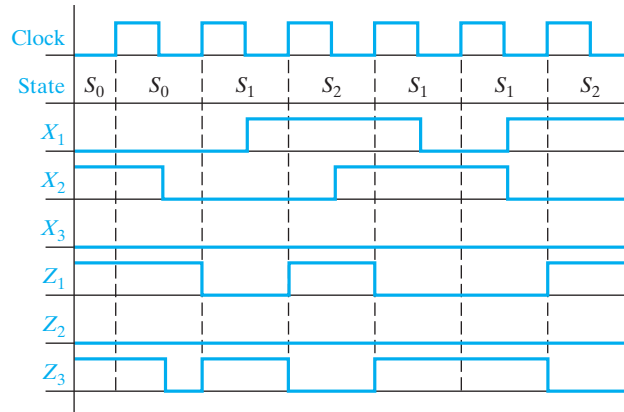 Clock
State S₀ S₀ S₁ S₂ S₁ S₁ S₂
X₁
X₂
X₃
Z₁
Z₂
Z₃